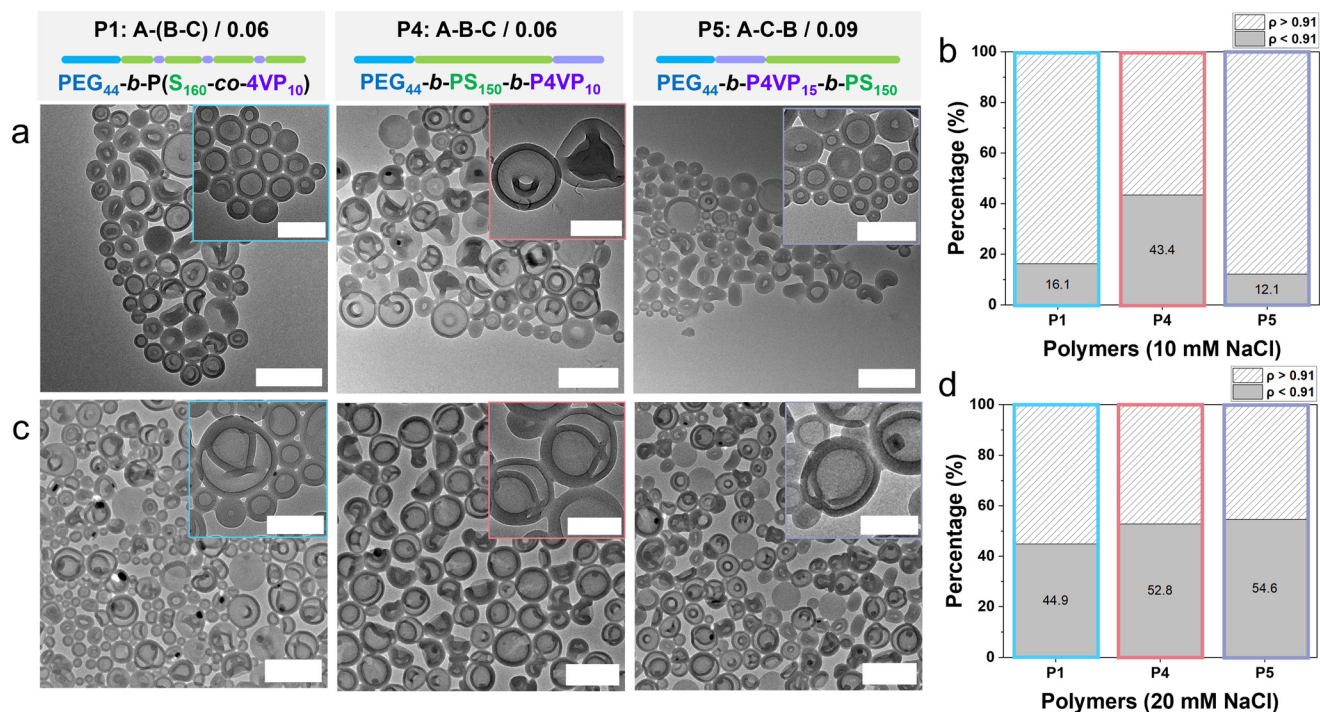 P1: A-(B-C) / 0.06
PEG44-b-P(S160-co-4VP10)
P4: A-B-C / 0.06
PEG44-b-PS150-b-P4VP10
P5: A-C-B / 0.09
PEG44-b-P4VP15-b-PS150
a
c
b
ρ > 0.91
ρ < 0.91
Percentage (%)
100
80
60
40
20
0
16.1
43.4
12.1
P1
P4
P5
Polymers (10 mM NaCl)
d
ρ > 0.91
ρ < 0.91
Percentage (%)
100
80
60
40
20
0
44.9
52.8
54.6
P1
P4
P5
Polymers (20 mM NaCl)